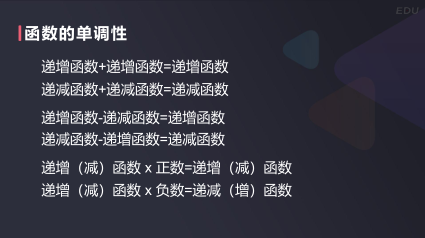 EDU
函数的单调性
递增函数+递增函数=递增函数
递减函数+递减函数=递减函数
递增函数-递减函数=递增函数
递减函数-递增函数=递减函数
递增（减）函数 x 正数=递增（减）函数
递增（减）函数 x 负数=递减（增）函数